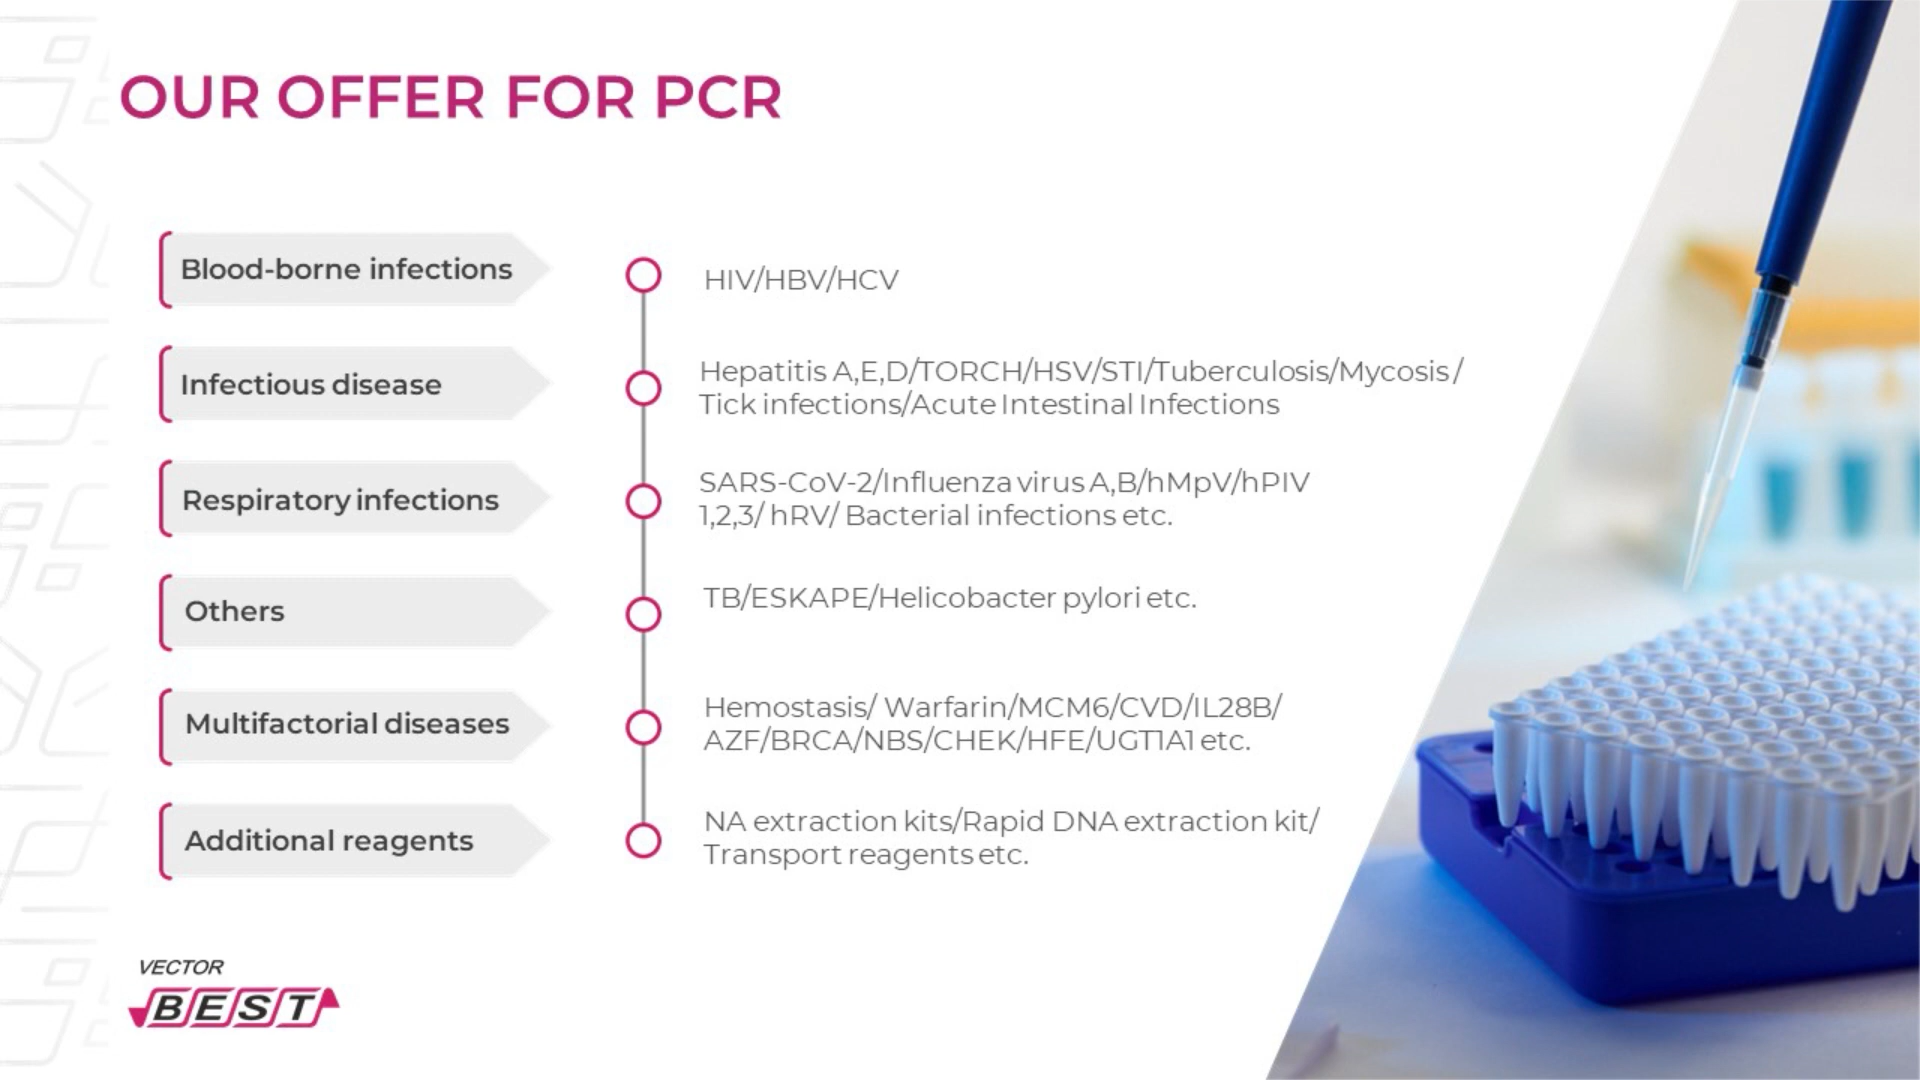 OUR OFFER FOR PCR
Blood-borne infections
HIV/HBV/HCV
Infectious disease
Hepatitis A,E,D/TORCH/HSV/STI/Tuberculosis/Mycosis/
Tick infections/Acute Intestinal Infections
Respiratory infections
SARS-CoV-2/Influenza virus A,B/hMpV/hPIV
1,2,3/ hRV/ Bacterial infections etc.
Others
TB/ESKAPE/Helicobacter pylori etc.
Multifactorial diseases
Hemostasis/ Warfarin/MCM6/CVD/IL28B/
AZF/BRCA/NBS/CHEK/HFE/UGT1A1 etc.
Additional reagents
NA extraction kits/Rapid DNA extraction kit/
Transport reagents etc.
VECTOR
BEST